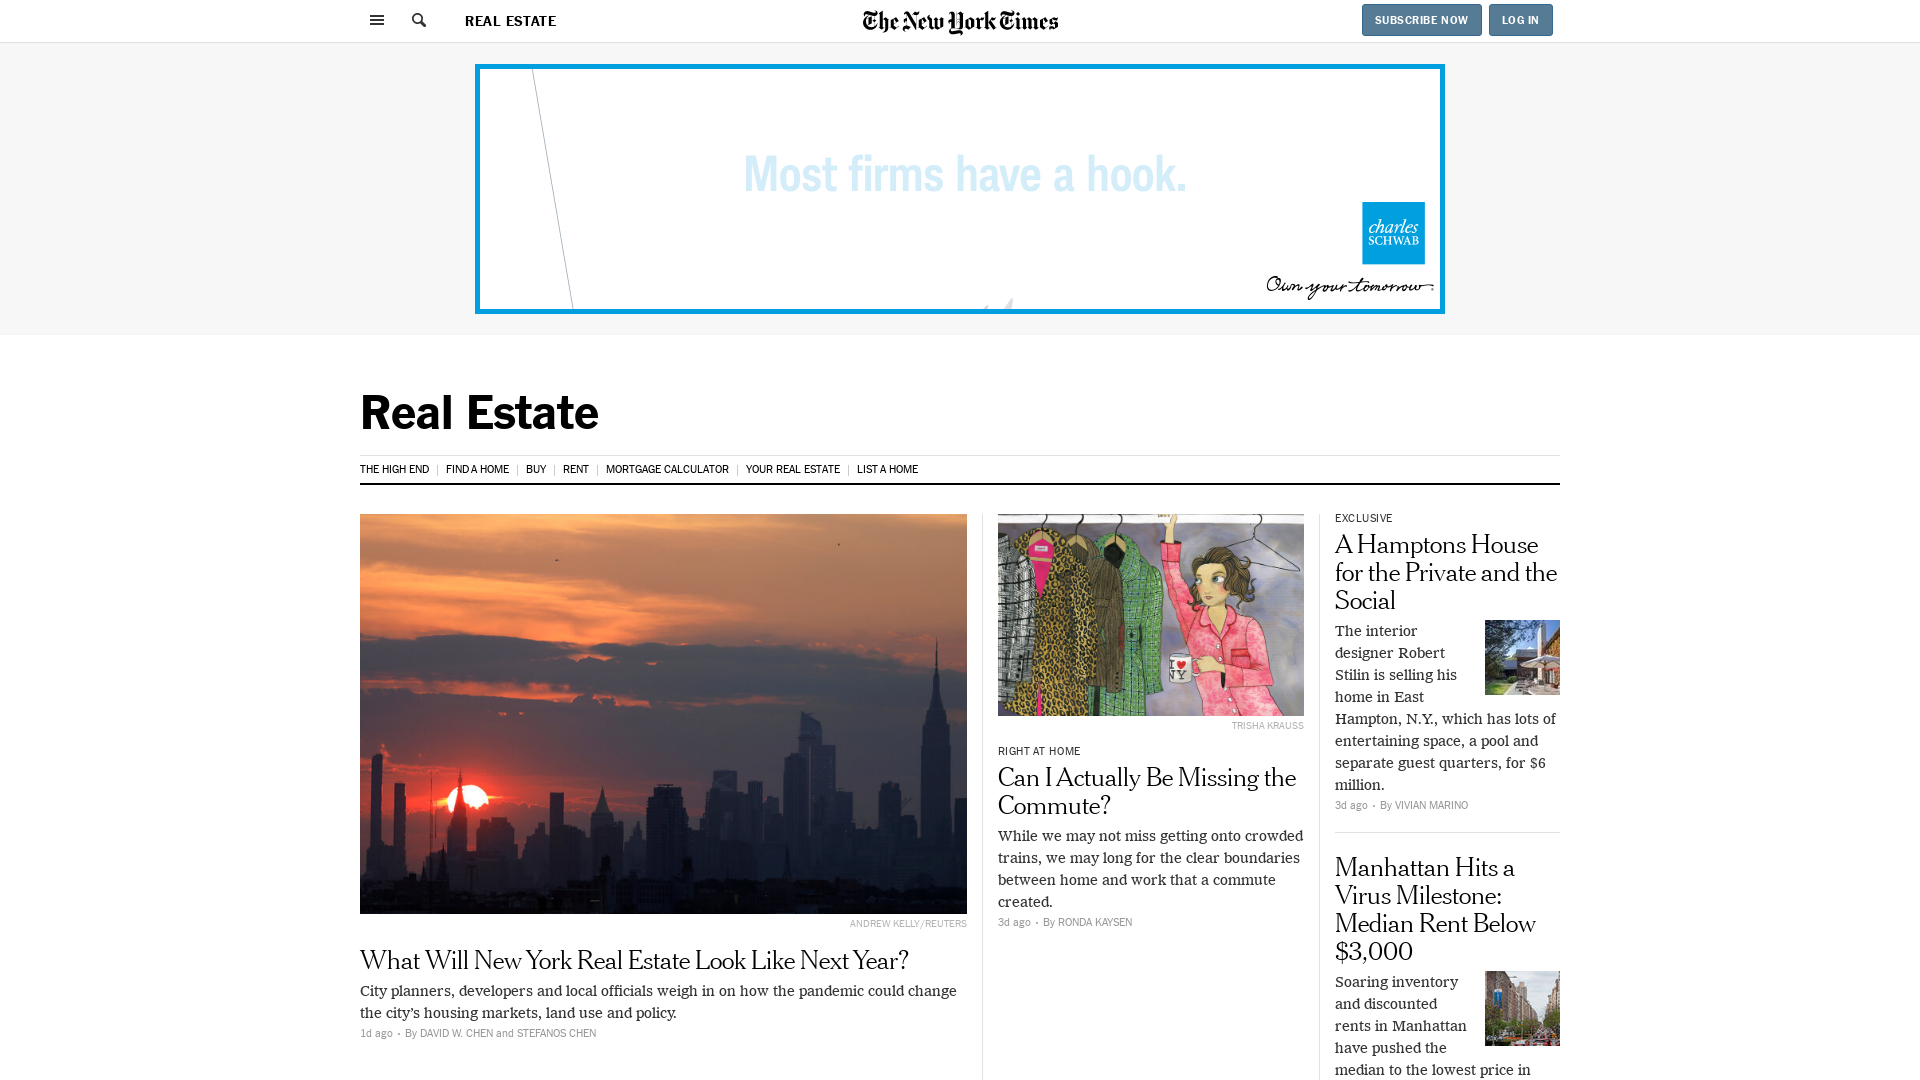 REAL ESTATE
The New York Times
SUBSCRIBE NOW
LOG IN
Most firms have a hook.
charles
SCHWAB
Own your tomorrow
Real Estate
THE HIGH END
FIND A HOME
BUY
RENT
MORTGAGE CALCULATOR
YOUR REAL ESTATE
LIST A HOME
ANDREW KELLY/REUTERS
What Will New York Real Estate Look Like Next Year?
City planners, developers and local officials weigh in on how the pandemic could change
the city’s housing markets, land use and policy.
1d ago • By DAVID W. CHEN and STEFANOS CHEN
I ♥
NY
TRISHA KRAUSS
RIGHT AT HOME
Can I Actually Be Missing the
Commute?
While we may not miss getting onto crowded
trains, we may long for the clear boundaries
between home and work that a commute
created.
3d ago • By RONDA KAYSEN
EXCLUSIVE
A Hamptons House
for the Private and the
Social
The interior
designer Robert
Stilin is selling his
home in East
Hampton, N.Y., which has lots of
entertaining space, a pool and
separate guest quarters, for $6
million.
3d ago • By VIVIAN MARINO
Manhattan Hits a
Virus Milestone:
Median Rent Below
$3,000
Soaring inventory
and discounted
rents in Manhattan
have pushed the
median to the lowest price in